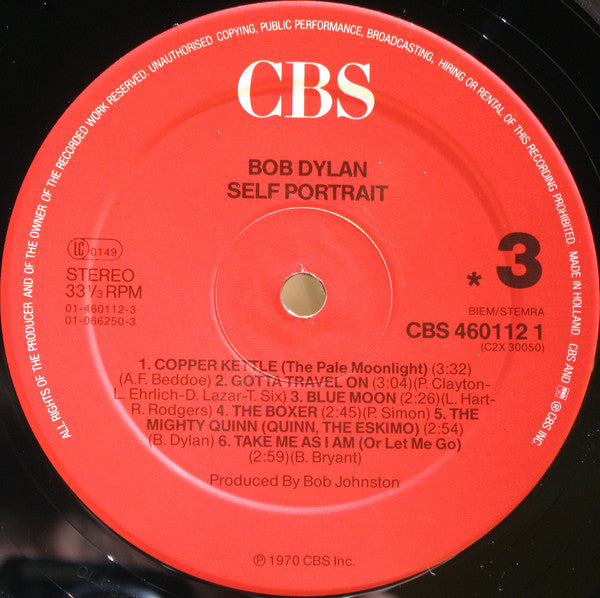 ALL RIGHTS OF THE PRODUCER AND OF THE OWNER OF THE RECORDED WORK RESERVED. UNAUTHORISED COPYING, PUBLIC PERFORMANCE, BROADCASTING, HIRING OR RENTAL OF THIS RECORDING PROHIBITED. MADE IN HOLLAND. CBS AND ℗ CBS INC.
CBS
BOB DYLAN
SELF PORTRAIT
LC 0149
STEREO
33⅓ RPM
01-460112-3
01-066250-3
* 3
BIEM/STEMRA
CBS 460112 1
(C2X 30050)
1. COPPER KETTLE (The Pale Moonlight) (3:32)
(A.F. Beddoe) 2. GOTTA TRAVEL ON (3:04)(P. Clayton-
L. Ehrlich-D. Lazar-T. Six) 3. BLUE MOON (2:26)(L. Hart-
R. Rodgers) 4. THE BOXER (2:45)(P. Simon) 5. THE
MIGHTY QUINN (QUINN, THE ESKIMO) (2:54)
(B. Dylan) 6. TAKE ME AS I AM (Or Let Me Go)
(2:59)(B. Bryant)
Produced By Bob Johnston
℗ 1970 CBS Inc.